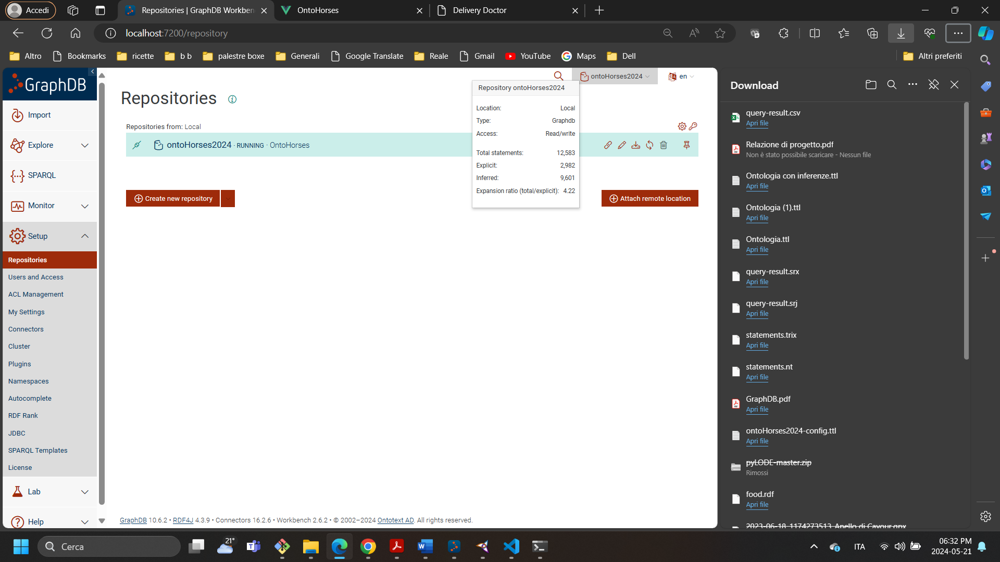 Accedi
Repositories | GraphDB Workben
OntoHorses
Delivery Doctor
localhost:7200/repository
Altro
Bookmarks
ricette
b b
palestre boxe
Generali
Google Translate
Reale
Gmail
YouTube
Maps
Dell
Altri preferiti
GraphDB
Import
Explore
SPARQL
Monitor
Setup
Repositories
Users and Access
ACL Management
My Settings
Connectors
Cluster
Plugins
Namespaces
Autocomplete
RDF Rank
JDBC
SPARQL Templates
License
Lab
Help
ontoHorses2024
en
Repositories
Repositories from: Local
ontoHorses2024 · RUNNING · OntoHorses
Create new repository
Attach remote location
Repository ontoHorses2024
Location: Local
Type: Graphdb
Access: Read/write
Total statements: 12,583
Explicit: 2,982
Inferred: 9,601
Expansion ratio (total/explicit): 4.22
GraphDB 10.6.2 • RDF4J 4.3.9 • Connectors 16.2.6 • Workbench 2.6.2 • © 2002–2024 Ontotext AD. All rights reserved.
Download
query-result.csv
Apri file
Relazione di progetto.pdf
Non è stato possibile scaricare - Nessun file
Ontologia con inferenze.ttl
Apri file
Ontologia (1).ttl
Apri file
Ontologia.ttl
Apri file
query-result.srx
Apri file
query-result.srj
Apri file
statements.trix
Apri file
statements.nt
Apri file
GraphDB.pdf
Apri file
ontoHorses2024-config.ttl
Apri file
pyLODE-master.zip
Rimossi
food.rdf
Apri file
2023-06-18_1174273513_Anello di Cavour.gpx
Cerca
21°
ITA
06:32 PM
2024-05-21